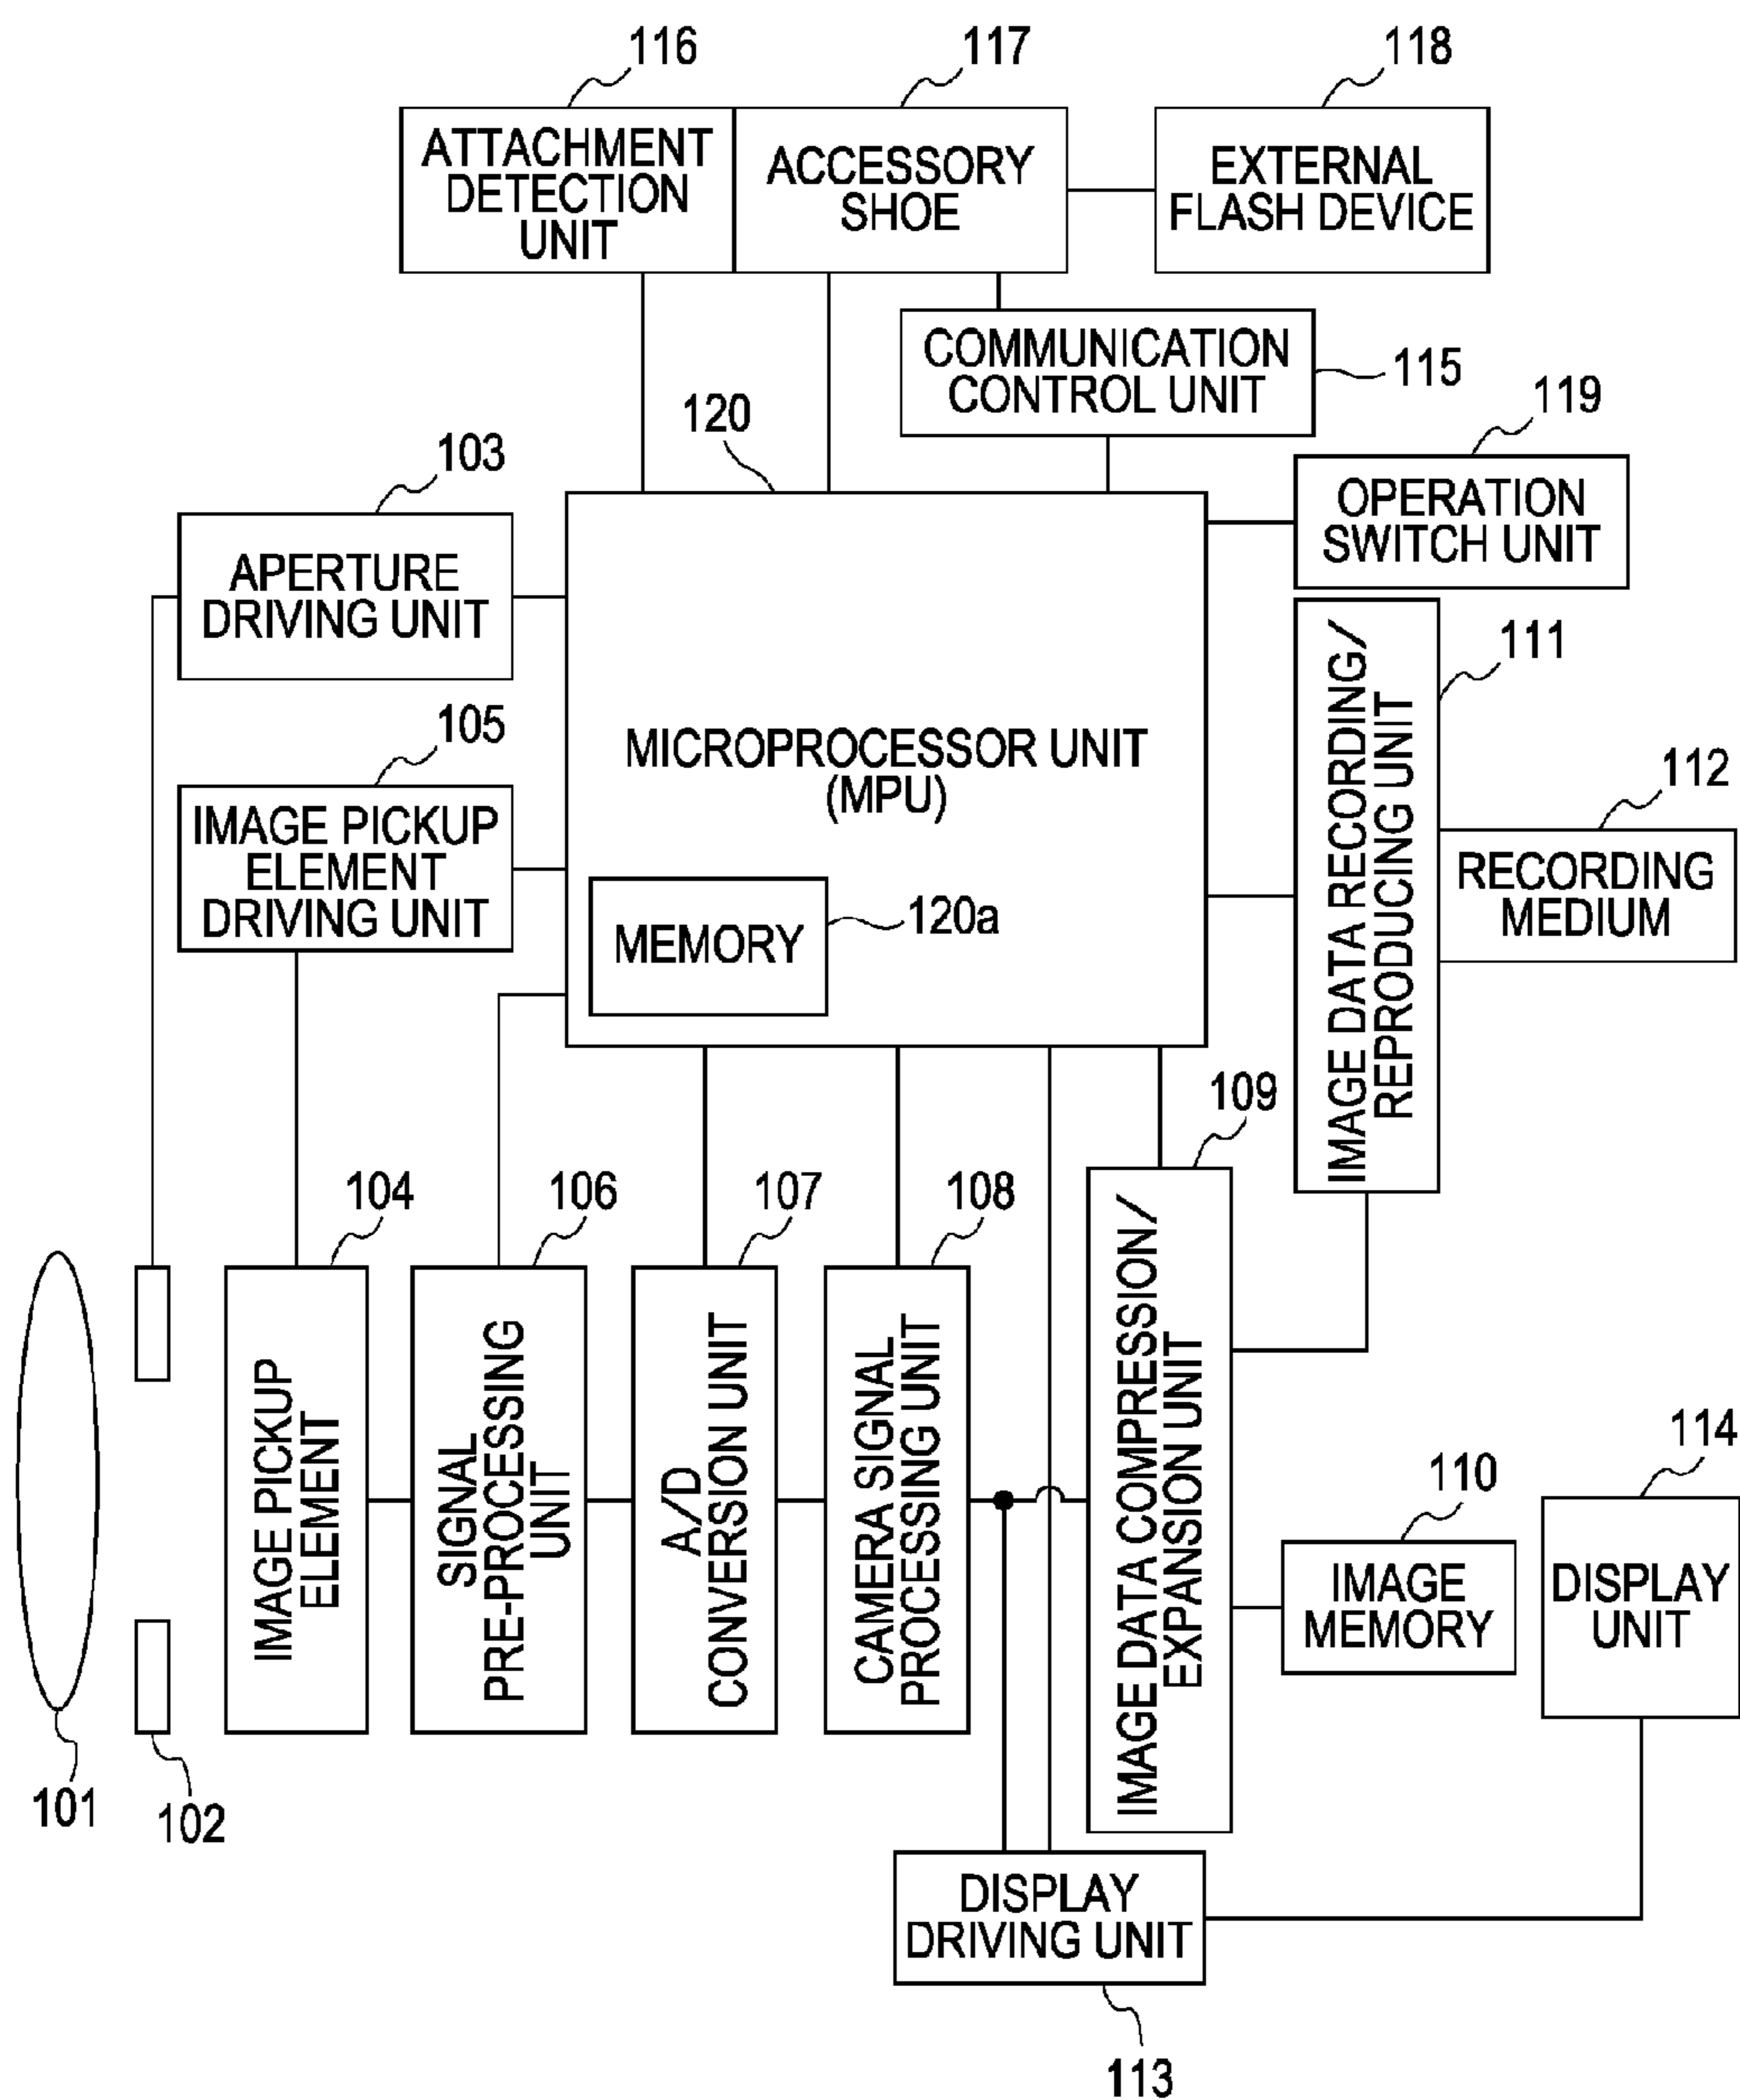 116
117
118
ATTACHMENT
DETECTION
UNIT
ACCESSORY
SHOE
EXTERNAL
FLASH DEVICE
COMMUNICATION
CONTROL UNIT
115
120
119
OPERATION
SWITCH UNIT
103
APERTURE
DRIVING UNIT
105
IMAGE PICKUP
ELEMENT
DRIVING UNIT
MICROPROCESSOR UNIT
(MPU)
MEMORY
120a
111
IMAGE DATA RECORDING/
REPRODUCING UNIT
112
RECORDING
MEDIUM
109
104
106
107
108
IMAGE PICKUP
ELEMENT
SIGNAL
PRE-PROCESSING
UNIT
A/D
CONVERSION UNIT
CAMERA SIGNAL
PROCESSING UNIT
IMAGE DATA COMPRESSION/
EXPANSION UNIT
110
IMAGE
MEMORY
114
DISPLAY
UNIT
101
102
DISPLAY
DRIVING UNIT
113